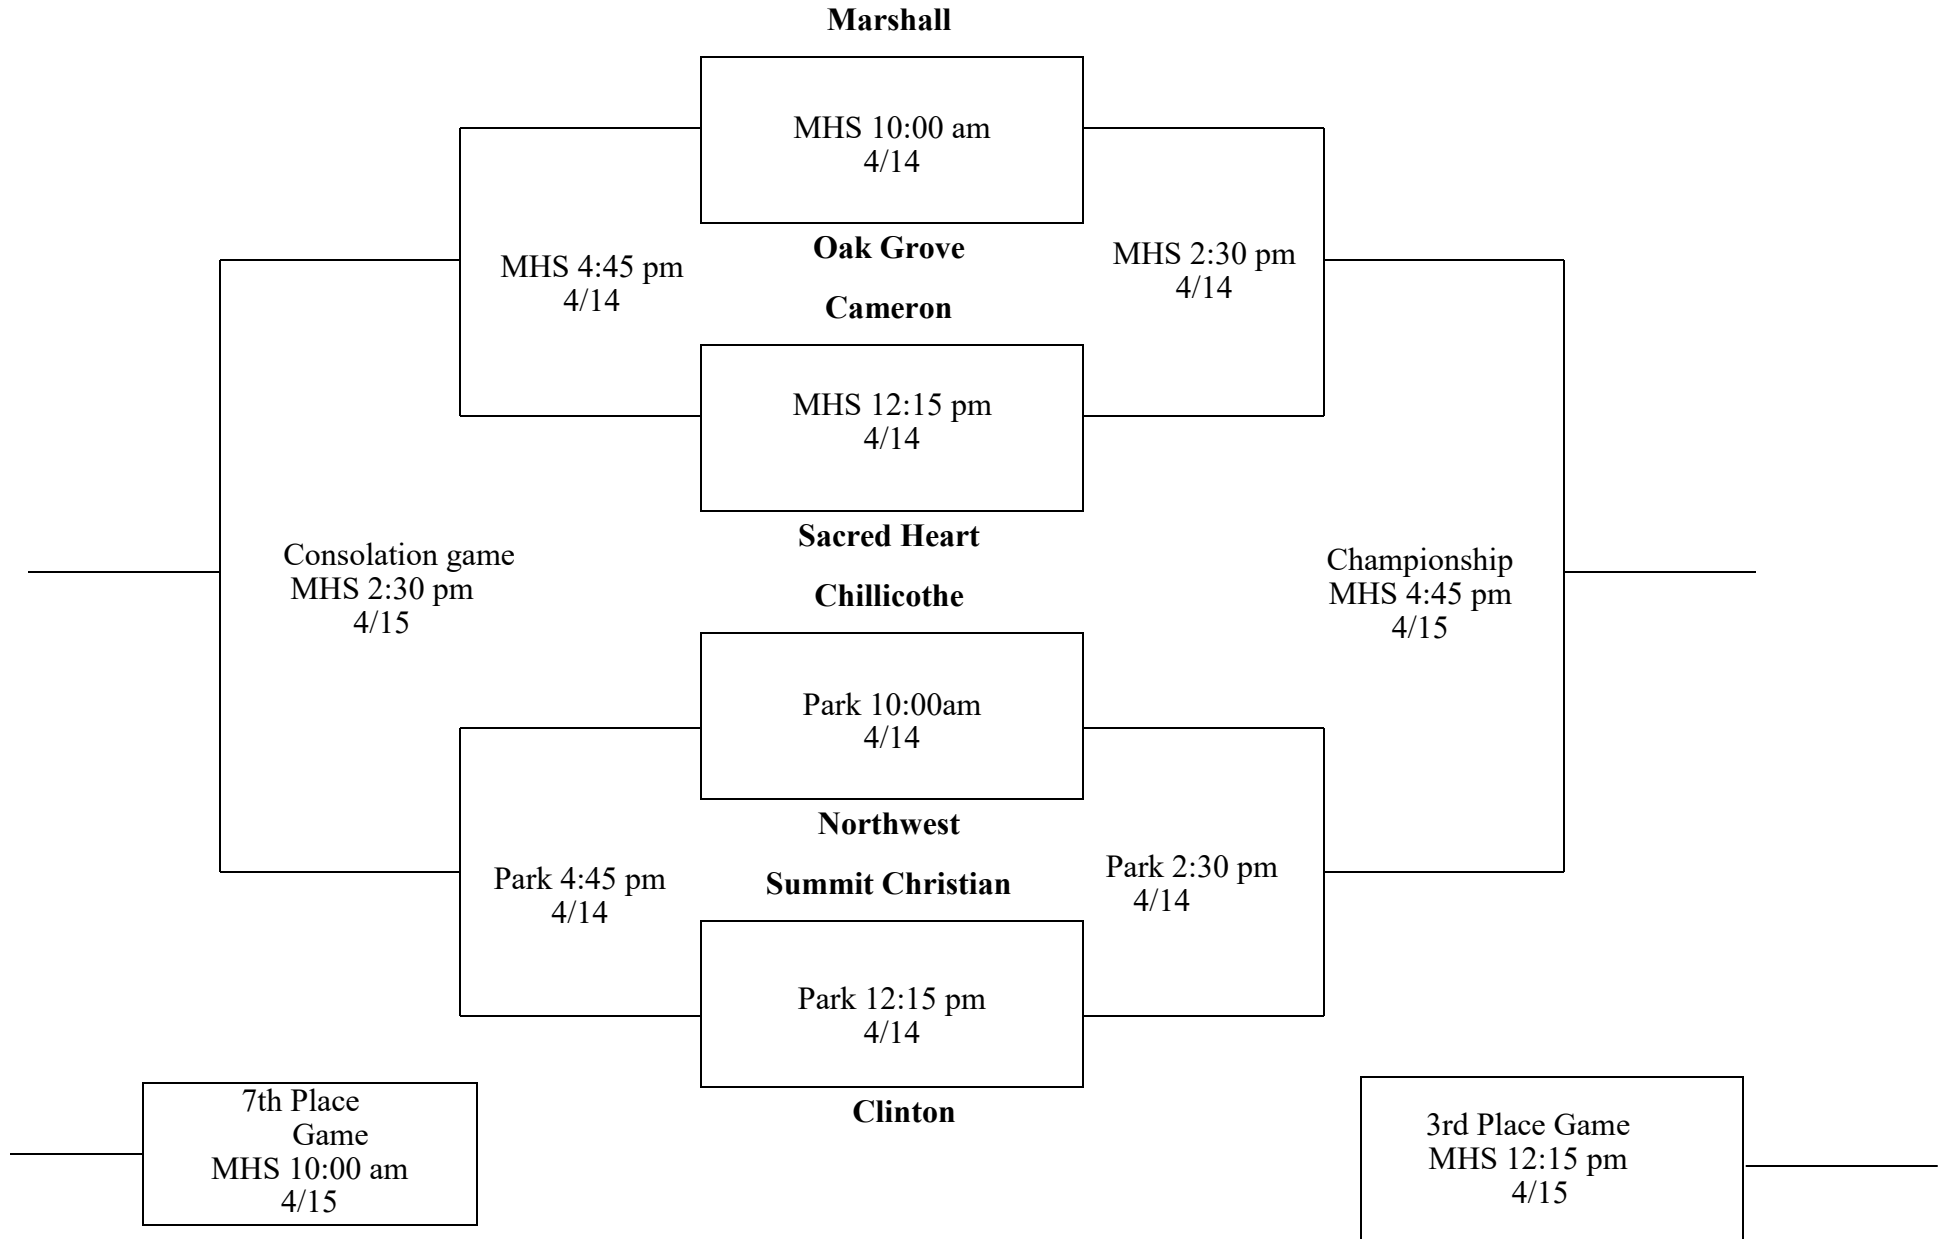 Marshall
MHS 10:00 am
4/14
Oak Grove
MHS 4:45 pm
4/14
MHS 2:30 pm
4/14
Cameron
MHS 12:15 pm
4/14
Sacred Heart
Consolation game
MHS 2:30 pm
4/15
Championship
MHS 4:45 pm
4/15
Chillicothe
Park 10:00am
4/14
Northwest
Park 4:45 pm
4/14
Summit Christian
Park 2:30 pm
4/14
Park 12:15 pm
4/14
Clinton
7th Place
Game
MHS 10:00 am
4/15
3rd Place Game
MHS 12:15 pm
4/15